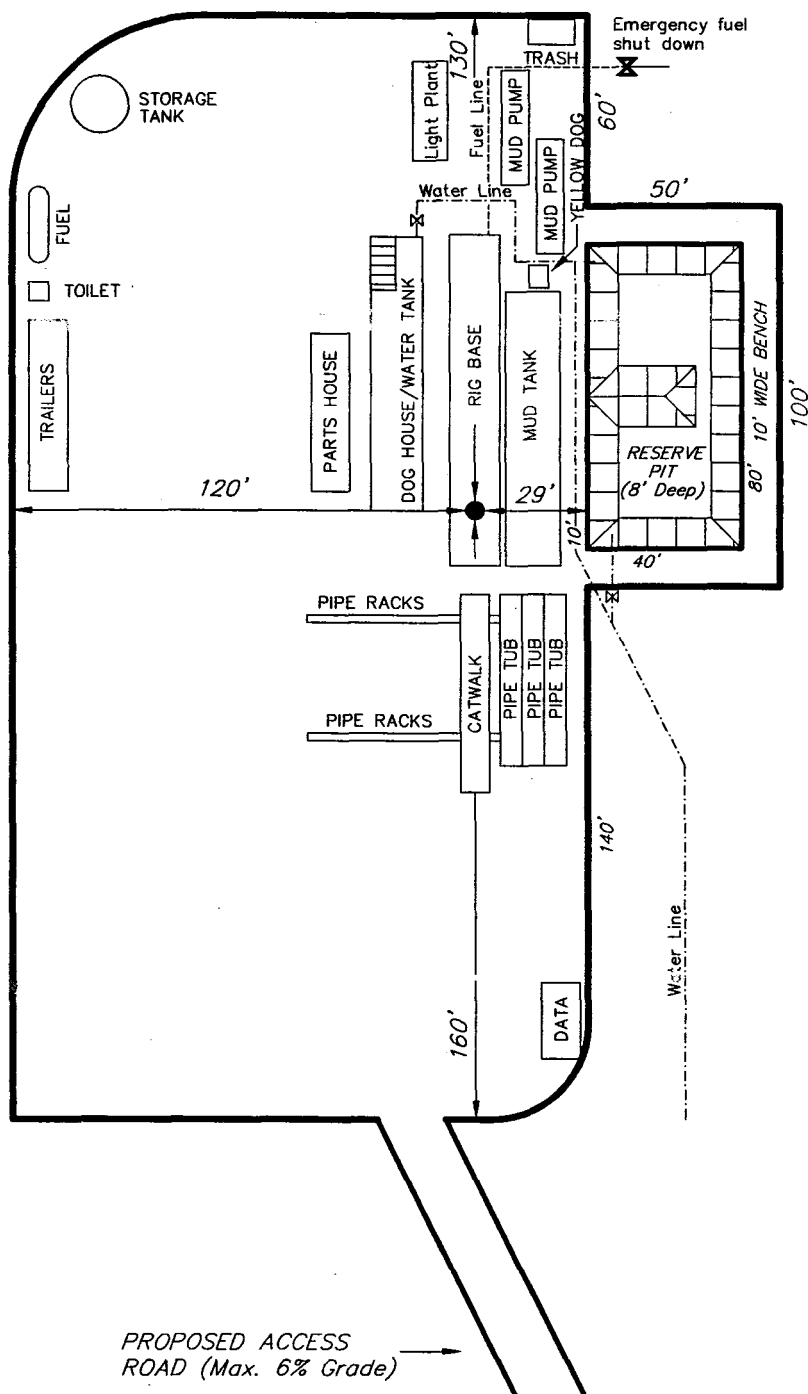 Emergency fuel
shut down
TRASH
130'
60'
STORAGE
TANK
Light Plant
Fuel Line
MUD PUMP
MUD PUMP
YELLOW DOG
Water Line
50'
FUEL
TOILET
TRAILERS
PARTS HOUSE
DOG HOUSE/WATER TANK
RIG BASE
MUD TANK
RESERVE
PIT
(8' Deep)
80'
10' WIDE BENCH
100'
120'
29'
10'
40'
PIPE RACKS
CATWALK
PIPE TUB
PIPE TUB
PIPE TUB
PIPE RACKS
140'
Water Line
160'
DATA
PROPOSED ACCESS
ROAD (Max. 6% Grade)